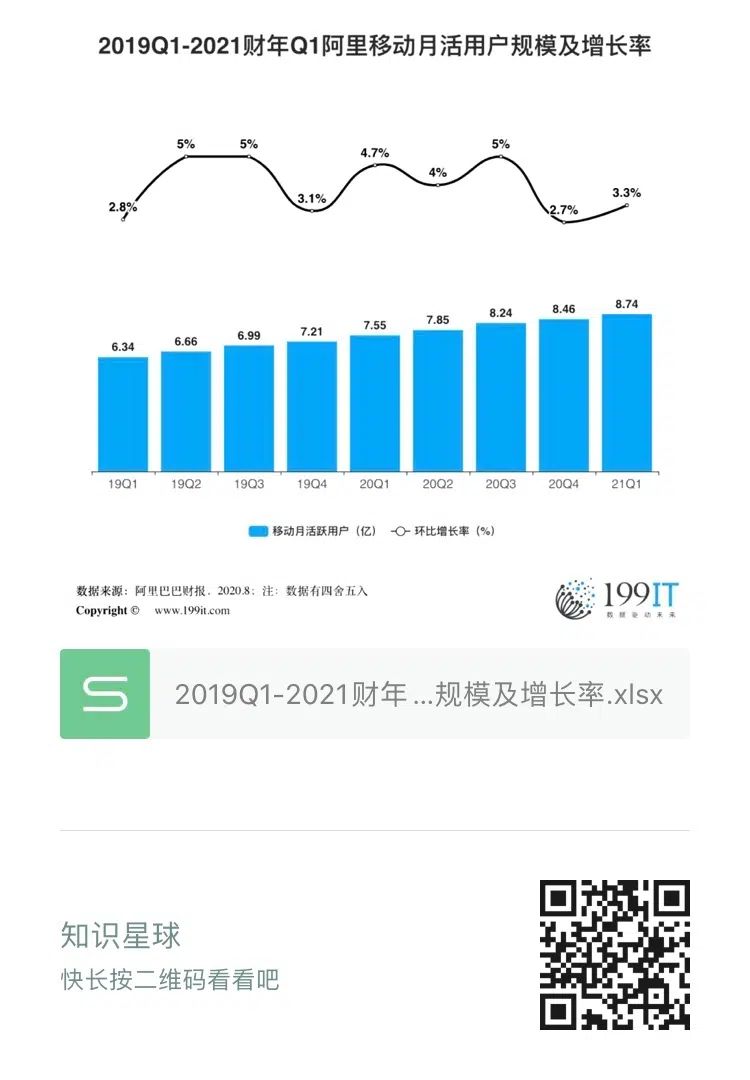 2019Q1-2021财年Q1阿里移动月活用户规模及增长率
2.8%
5%
5%
3.1%
4.7%
4%
5%
2.7%
3.3%
6.34
6.66
6.99
7.21
7.55
7.85
8.24
8.46
8.74
19Q1 19Q2 19Q3 19Q4 20Q1 20Q2 20Q3 20Q4 21Q1
移动月活跃用户（亿） 环比增长率（%）
数据来源：阿里巴巴财报，2020.8；注：数据有四舍五入
Copyright © www.199it.com
199IT
数据驱动未来
2019Q1-2021财年 ...规模及增长率.xlsx
知识星球
快长按二维码看看吧